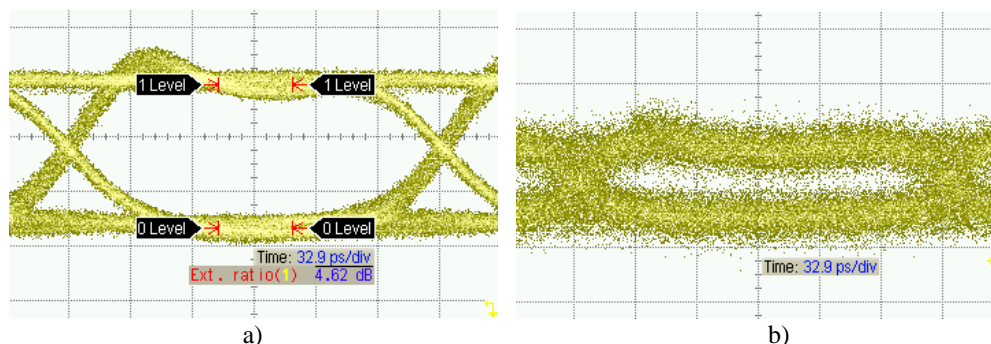 1 Level 1 Level
0 Level 0 Level
Time: 32.9 ps/div
Ext. ratio(1) 4.62 dB
Time: 32.9 ps/div
a) b)